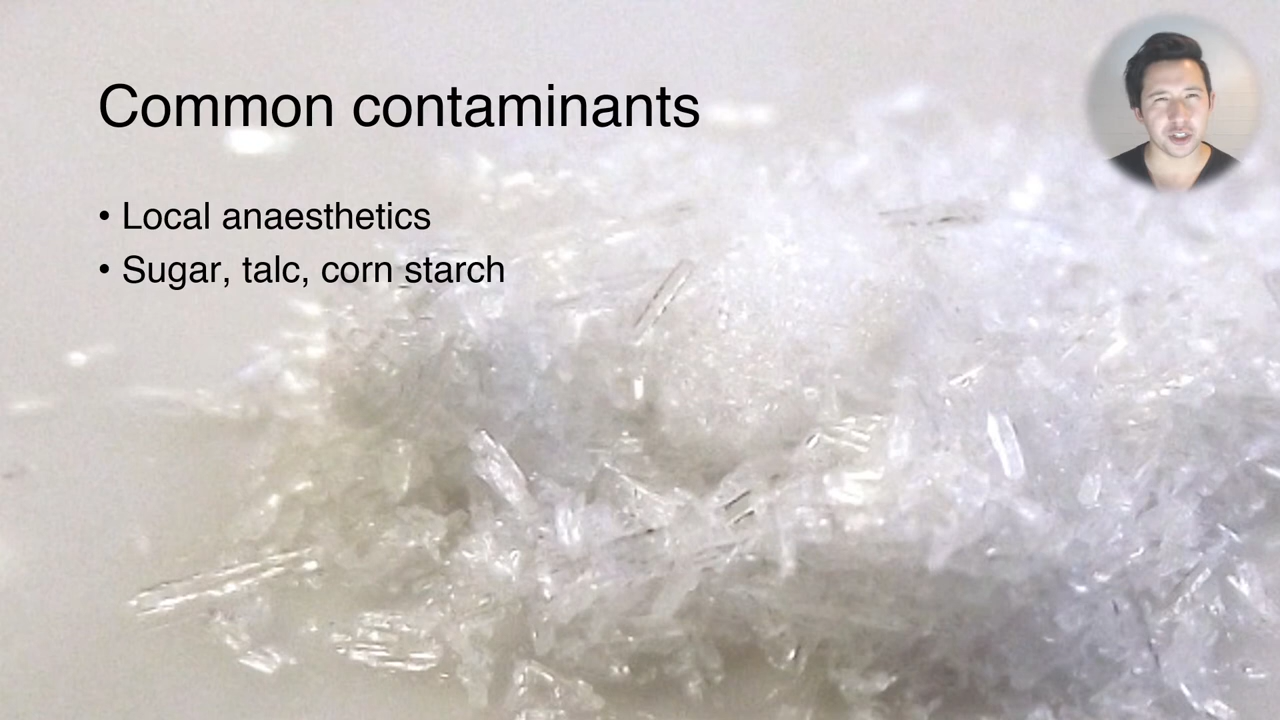 Common contaminants
• Local anaesthetics
• Sugar, talc, corn starch